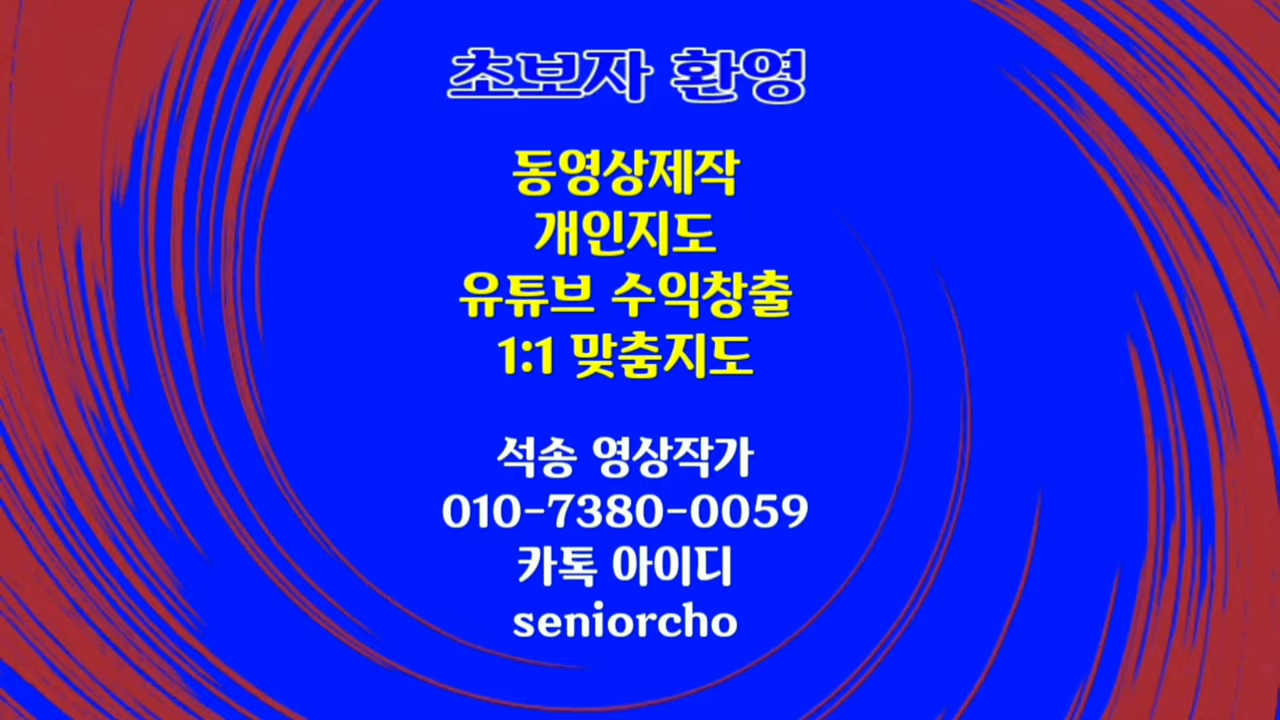 초보자 환영
동영상제작
개인지도
유튜브 수익창출
1:1 맞춤지도
석송 영상작가
010-7380-0059
카톡 아이디
seniorcho